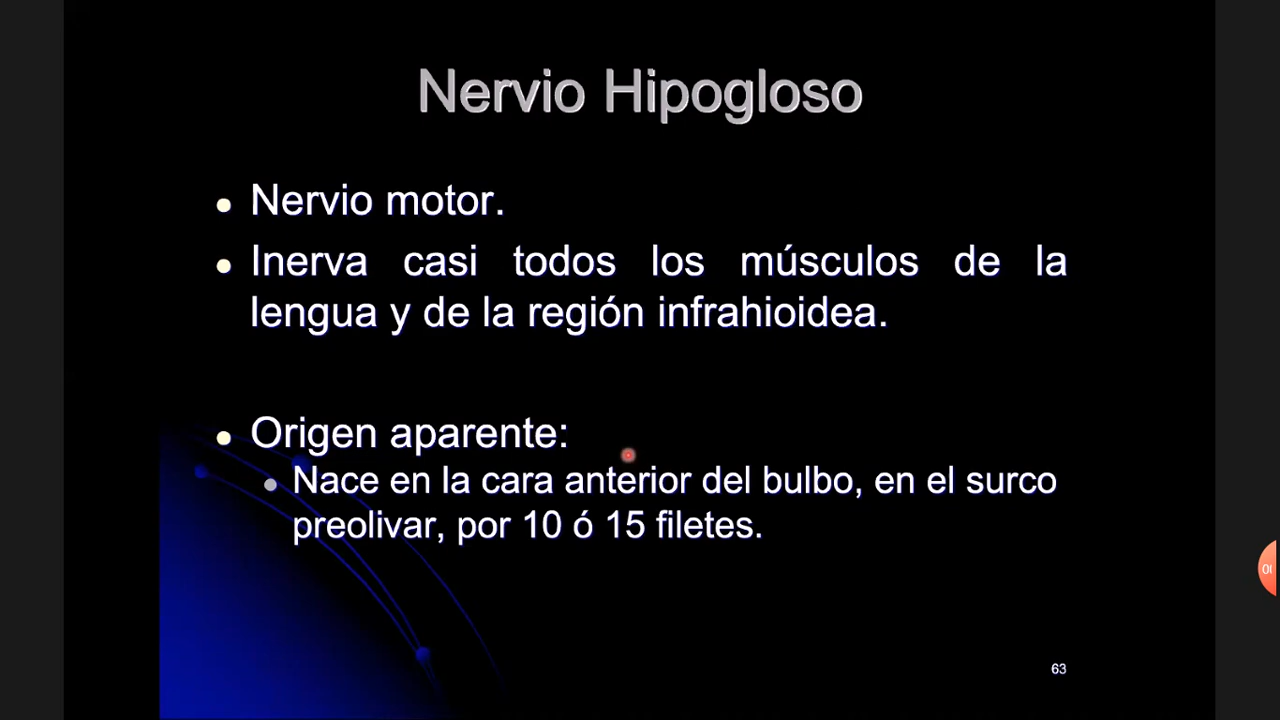 Nervio Hipogloso
Nervio motor.
Inerva casi todos los músculos de la
lengua y de la región infrahioidea.
Origen aparente:
Nace en la cara anterior del bulbo, en el surco
preolivar, por 10 ó 15 filetes.
63